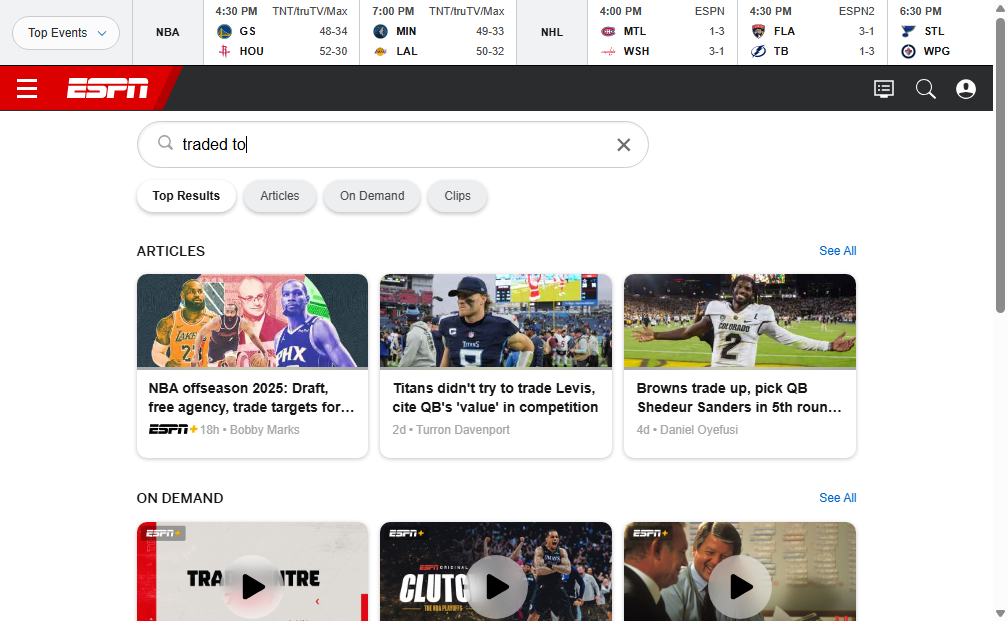 Top Events
NBA
4:30 PM TNT/truTV/Max
GS 48-34
HOU 52-30
7:00 PM TNT/truTV/Max
MIN 49-33
LAL 50-32
NHL
4:00 PM ESPN
MTL 1-3
WSH 3-1
4:30 PM ESPN2
FLA 3-1
TB 1-3
6:30 PM
STL
WPG
ESPN
traded to
Top Results
Articles
On Demand
Clips
ARTICLES
See All
NBA offseason 2025: Draft,
free agency, trade targets for...
ESPN+ 18h • Bobby Marks
Titans didn't try to trade Levis,
cite QB's 'value' in competition
2d • Turron Davenport
COLORADO
2
Browns trade up, pick QB
Shedeur Sanders in 5th roun...
4d • Daniel Oyefusi
ON DEMAND
See All
ESPN+
ESPN+
ESPN ORIGINAL
THE NBA PLAYOFFS
ESPN+